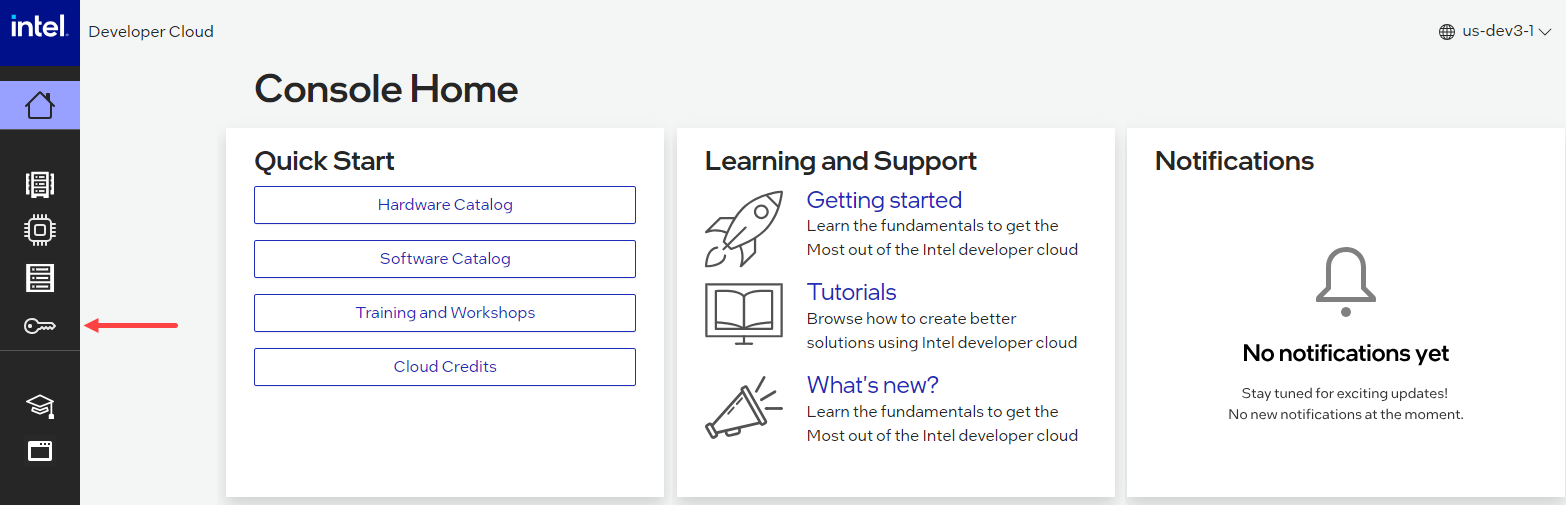 intel.
Developer Cloud
us-dev3-1
Console Home
Quick Start
Hardware Catalog
Software Catalog
Training and Workshops
Cloud Credits
Learning and Support
Getting started
Learn the fundamentals to get the
Most out of the Intel developer cloud
Tutorials
Browse how to create better
solutions using Intel developer cloud
What's new?
Learn the fundamentals to get the
Most out of the Intel developer cloud
Notifications
No notifications yet
Stay tuned for exciting updates!
No new notifications at the moment.